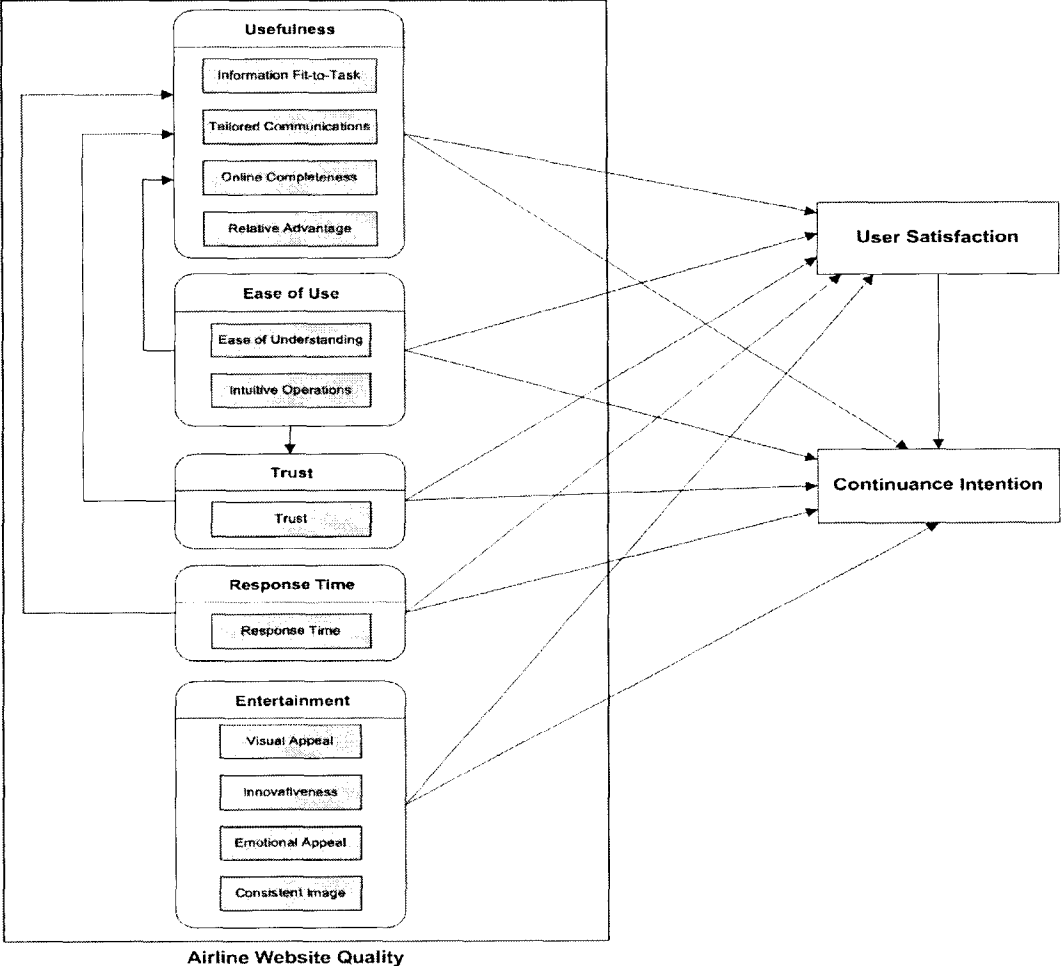 Usefulness
Information Fit-to-Task
Tailored Communications
Online Completeness
Relative Advantage
Ease of Use
Ease of Understanding
Intuitive Operations
Trust
Trust
Response Time
Response Time
Entertainment
Visual Appeal
Innovativeness
Emotional Appeal
Consistent Image
Airline Website Quality
User Satisfaction
Continuance Intention